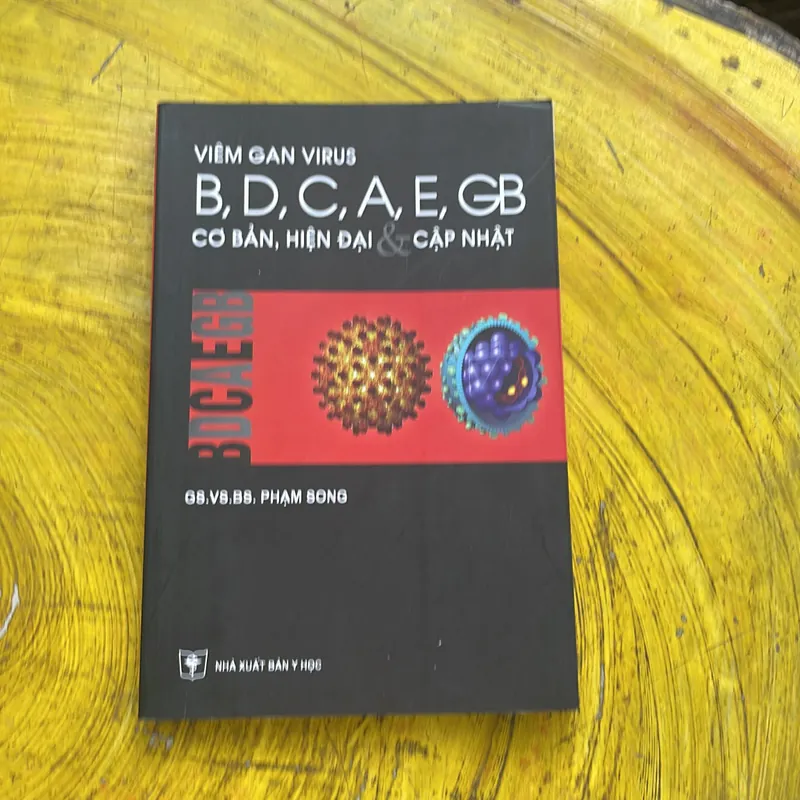 VIÊM GAN VIRUS
B, D, C, A, E, GB
CƠ BẢN, HIỆN ĐẠI & CẬP NHẬT
BDCAEGB
GS.VS.BS. PHẠM SONG
NHÀ XUẤT BẢN Y HỌC